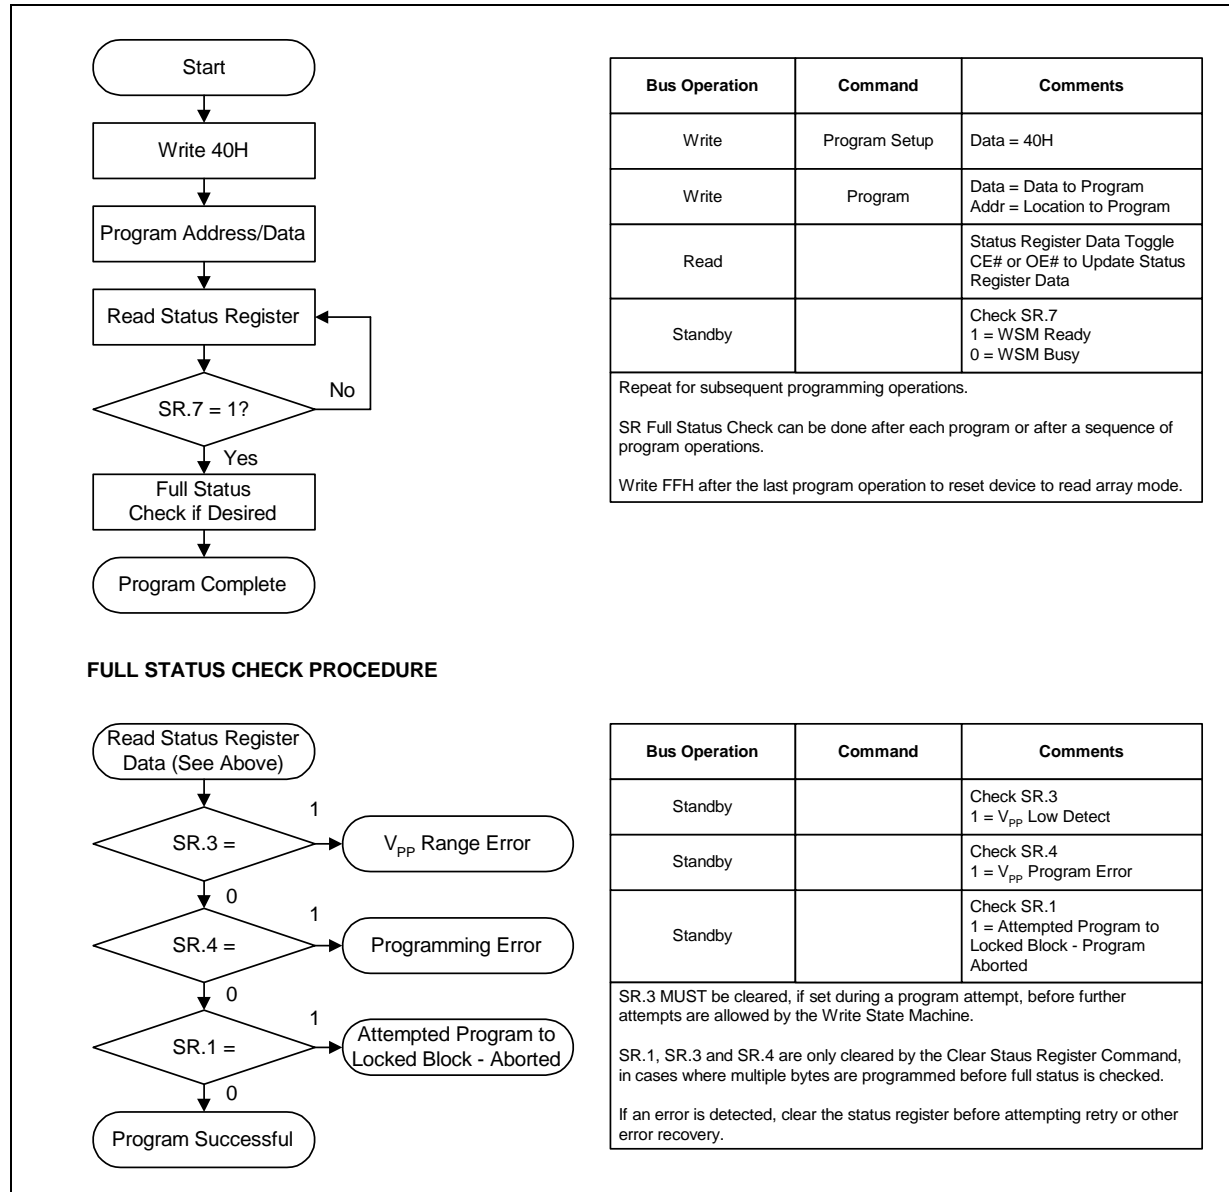 Start
Write 40H
Program Address/Data
Read Status Register
No
SR.7 = 1?
Yes
Full Status
Check if Desired
Program Complete
Bus Operation Command Comments
Write Program Setup Data = 40H
Write Program Data = Data to Program
Addr = Location to Program
Read Status Register Data Toggle
CE# or OE# to Update Status
Register Data
Standby Check SR.7
1 = WSM Ready
0 = WSM Busy
Repeat for subsequent programming operations.
SR Full Status Check can be done after each program or after a sequence of
program operations.
Write FFH after the last program operation to reset device to read array mode.
FULL STATUS CHECK PROCEDURE
Read Status Register
Data (See Above)
1
SR.3 =
VPP Range Error
0
1
SR.4 =
Programming Error
0
1
SR.1 =
Attempted Program to
Locked Block - Aborted
0
Program Successful
Bus Operation Command Comments
Standby Check SR.3
1 = VPP Low Detect
Standby Check SR.4
1 = VPP Program Error
Standby Check SR.1
1 = Attempted Program to
Locked Block - Program
Aborted
SR.3 MUST be cleared, if set during a program attempt, before further
attempts are allowed by the Write State Machine.
SR.1, SR.3 and SR.4 are only cleared by the Clear Staus Register Command,
in cases where multiple bytes are programmed before full status is checked.
If an error is detected, clear the status register before attempting retry or other
error recovery.